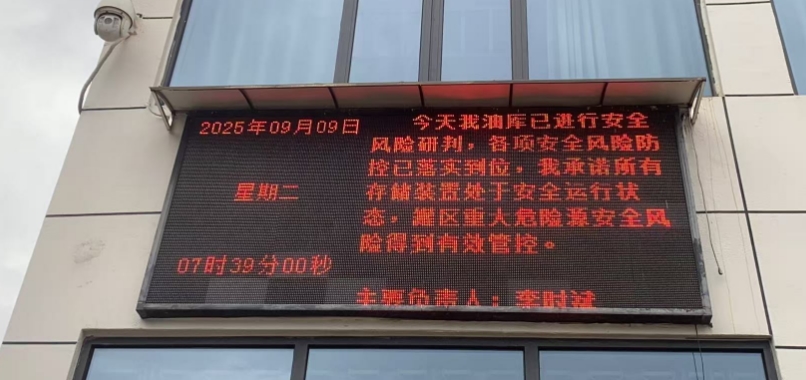 2025年09月09日
星期二
07时39分00秒
今天我油库已进行安全
风险研判，各项安全风险防
控已落实到位，我承诺所有
存储装置处于安全运行状
态，罐区重大危险源安全风
险得到有效管控。
主要负责人：李时斌